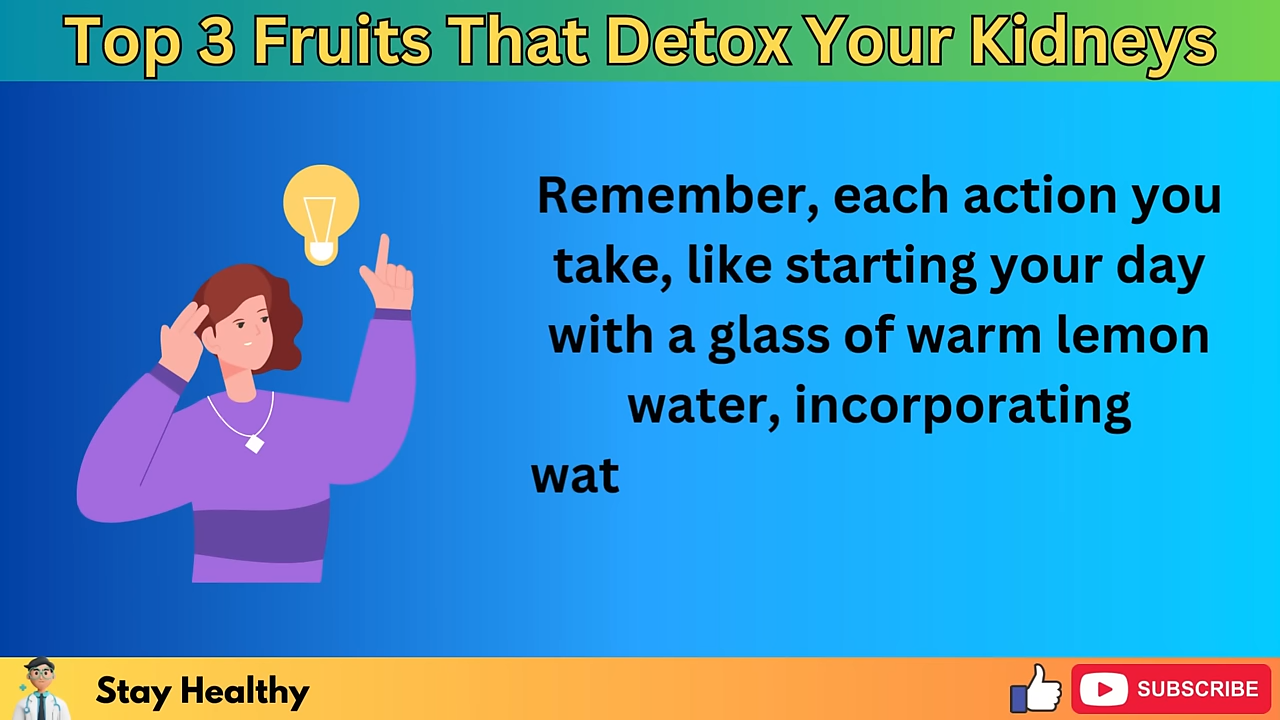 Top 3 Fruits That Detox Your Kidneys
Remember, each action you
take, like starting your day
with a glass of warm lemon
water, incorporating
wat
Stay Healthy
SUBSCRIBE